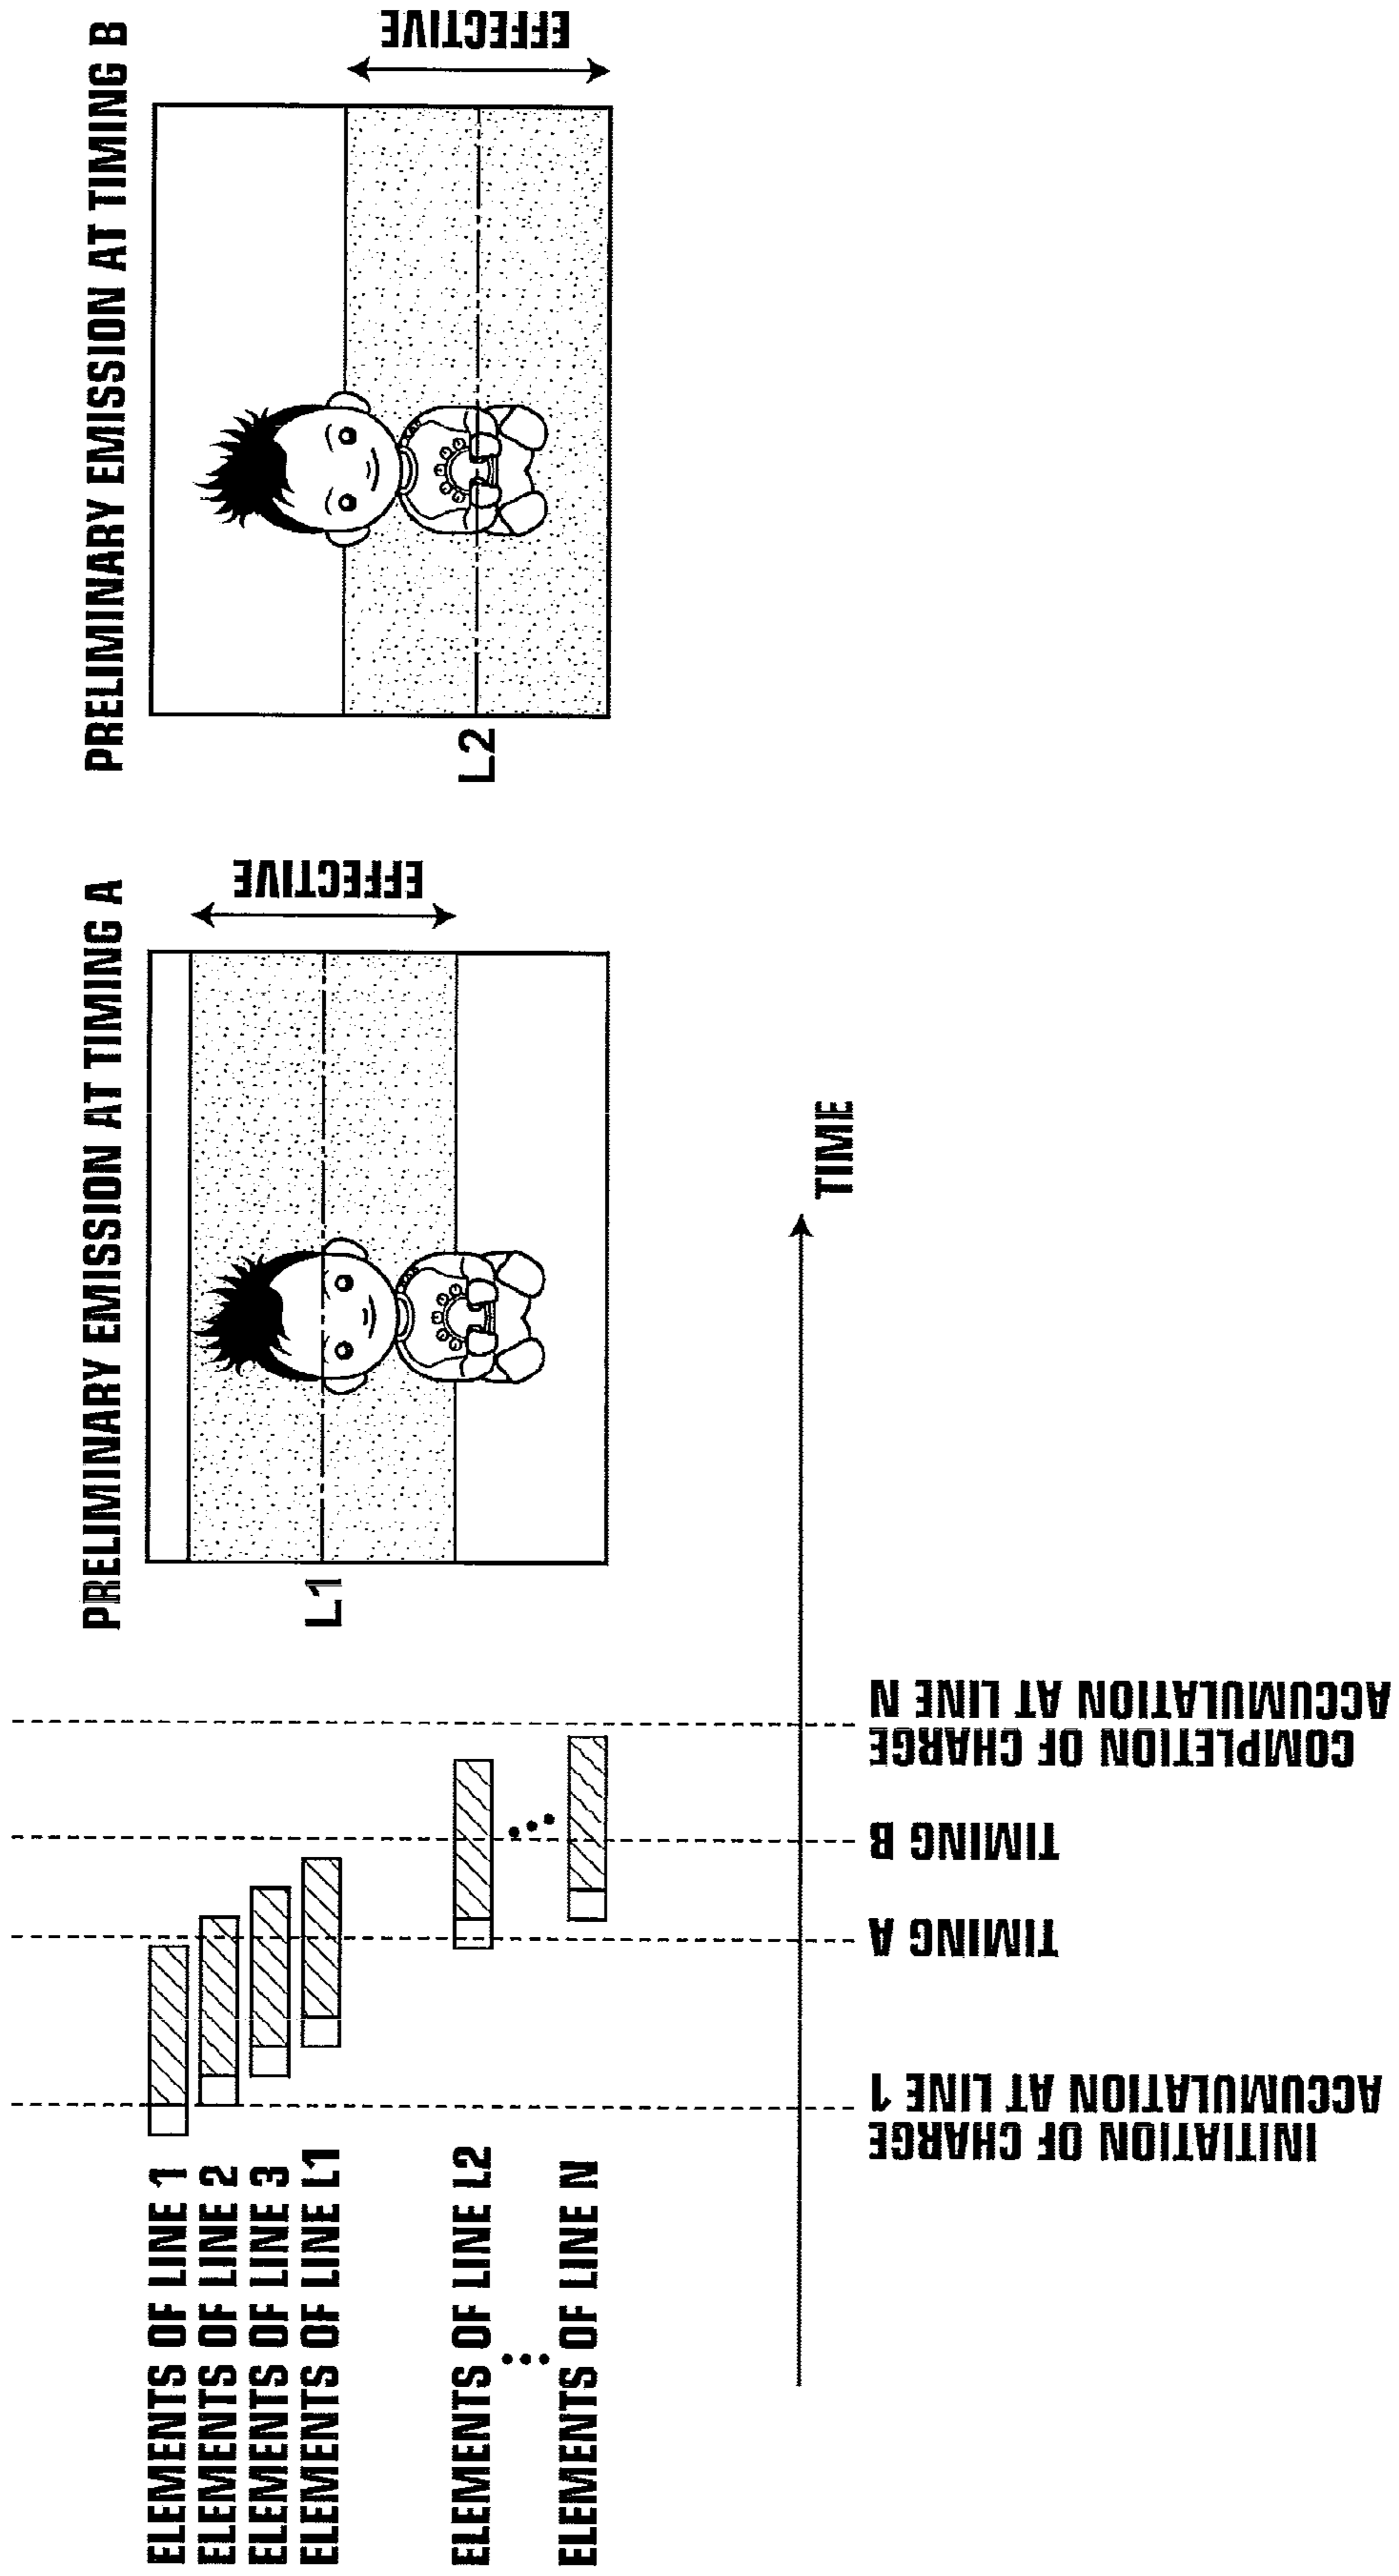 PRELIMINARY EMISSION AT TIMING A
PRELIMINARY EMISSION AT TIMING B
ELEMENTS OF LINE 1
ELEMENTS OF LINE 2
ELEMENTS OF LINE 3
ELEMENTS OF LINE L1
ELEMENTS OF LINE L2
ELEMENTS OF LINE N
L1
EFFECTIVE
L2
EFFECTIVE
TIME
INITIATION OF CHARGE
ACCUMULATION AT LINE 1
TIMING A
TIMING B
COMPLETION OF CHARGE
ACCUMULATION AT LINE N